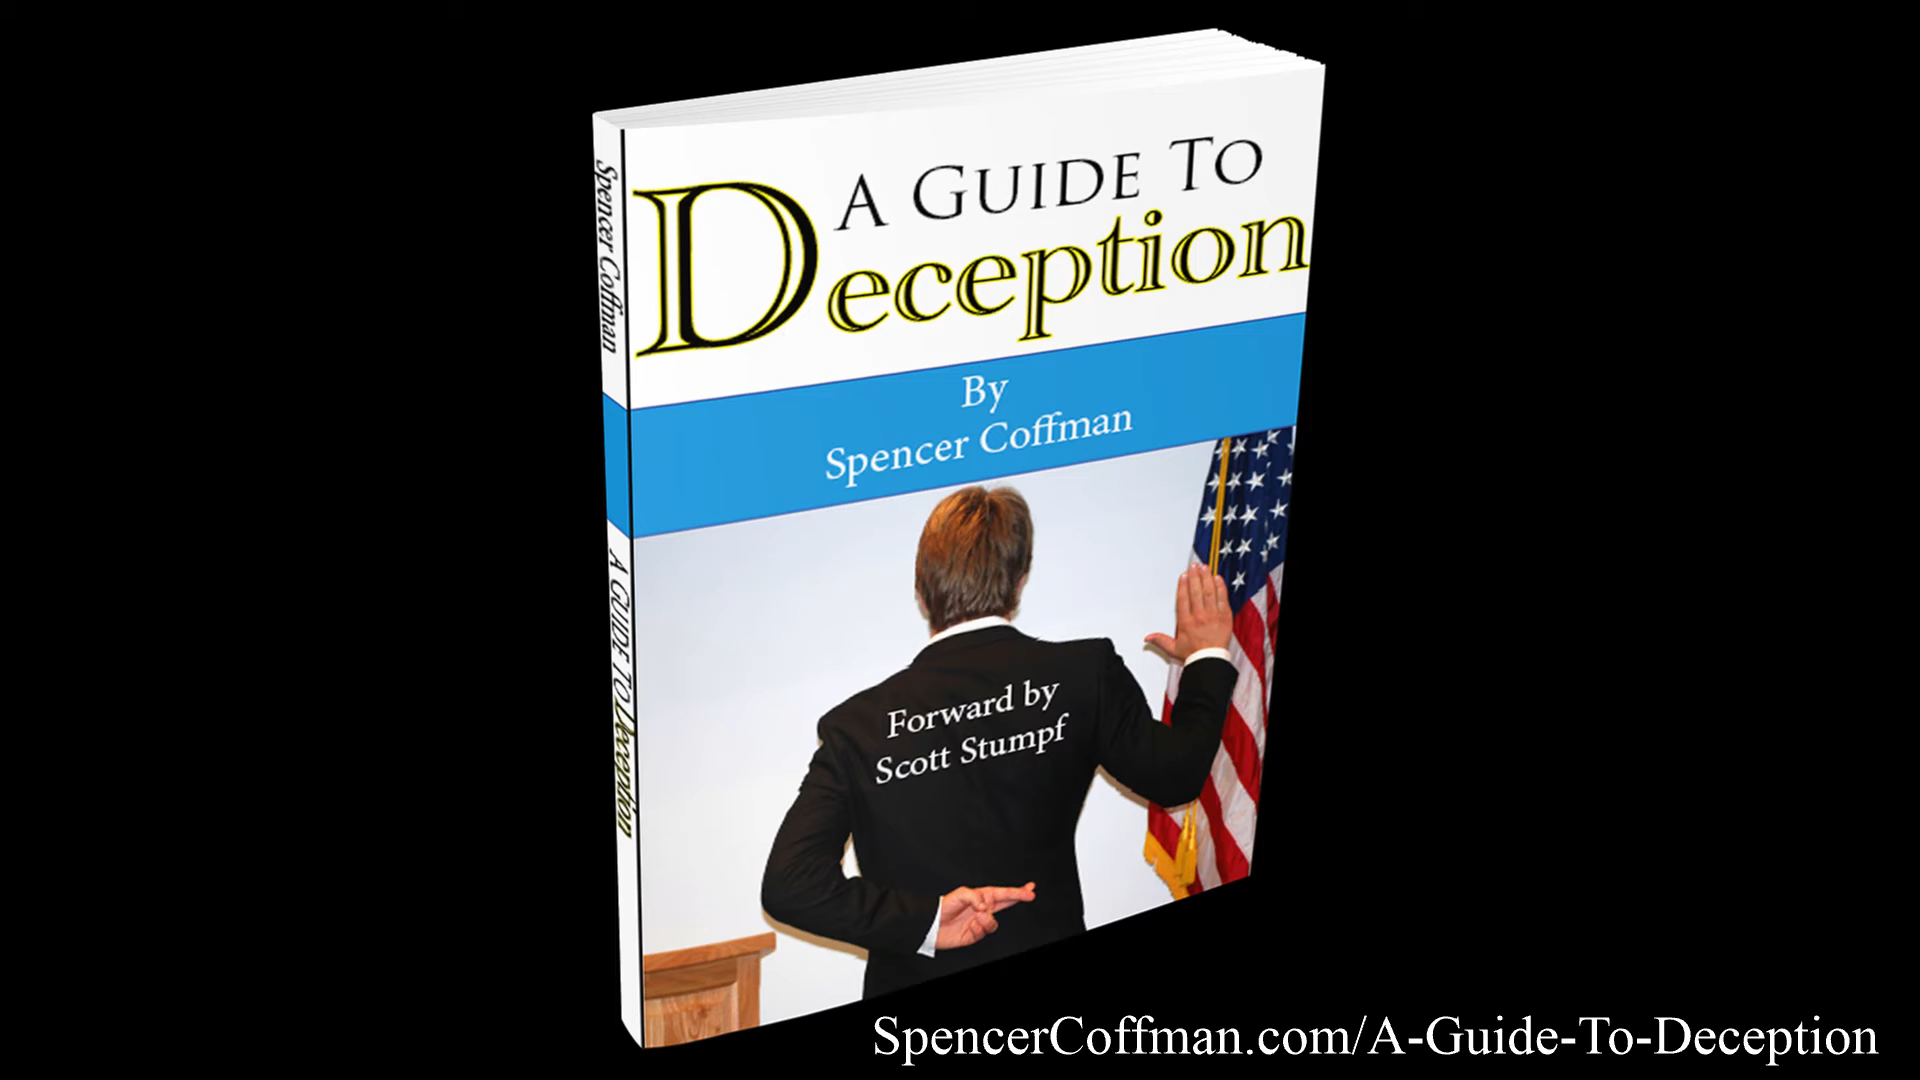 Spencer Coffman
A GUIDE TO Deception
A GUIDE TO
Deception
By
Spencer Coffman
Forward by
Scott Stumpf
SpencerCoffman.com/A-Guide-To-Deception